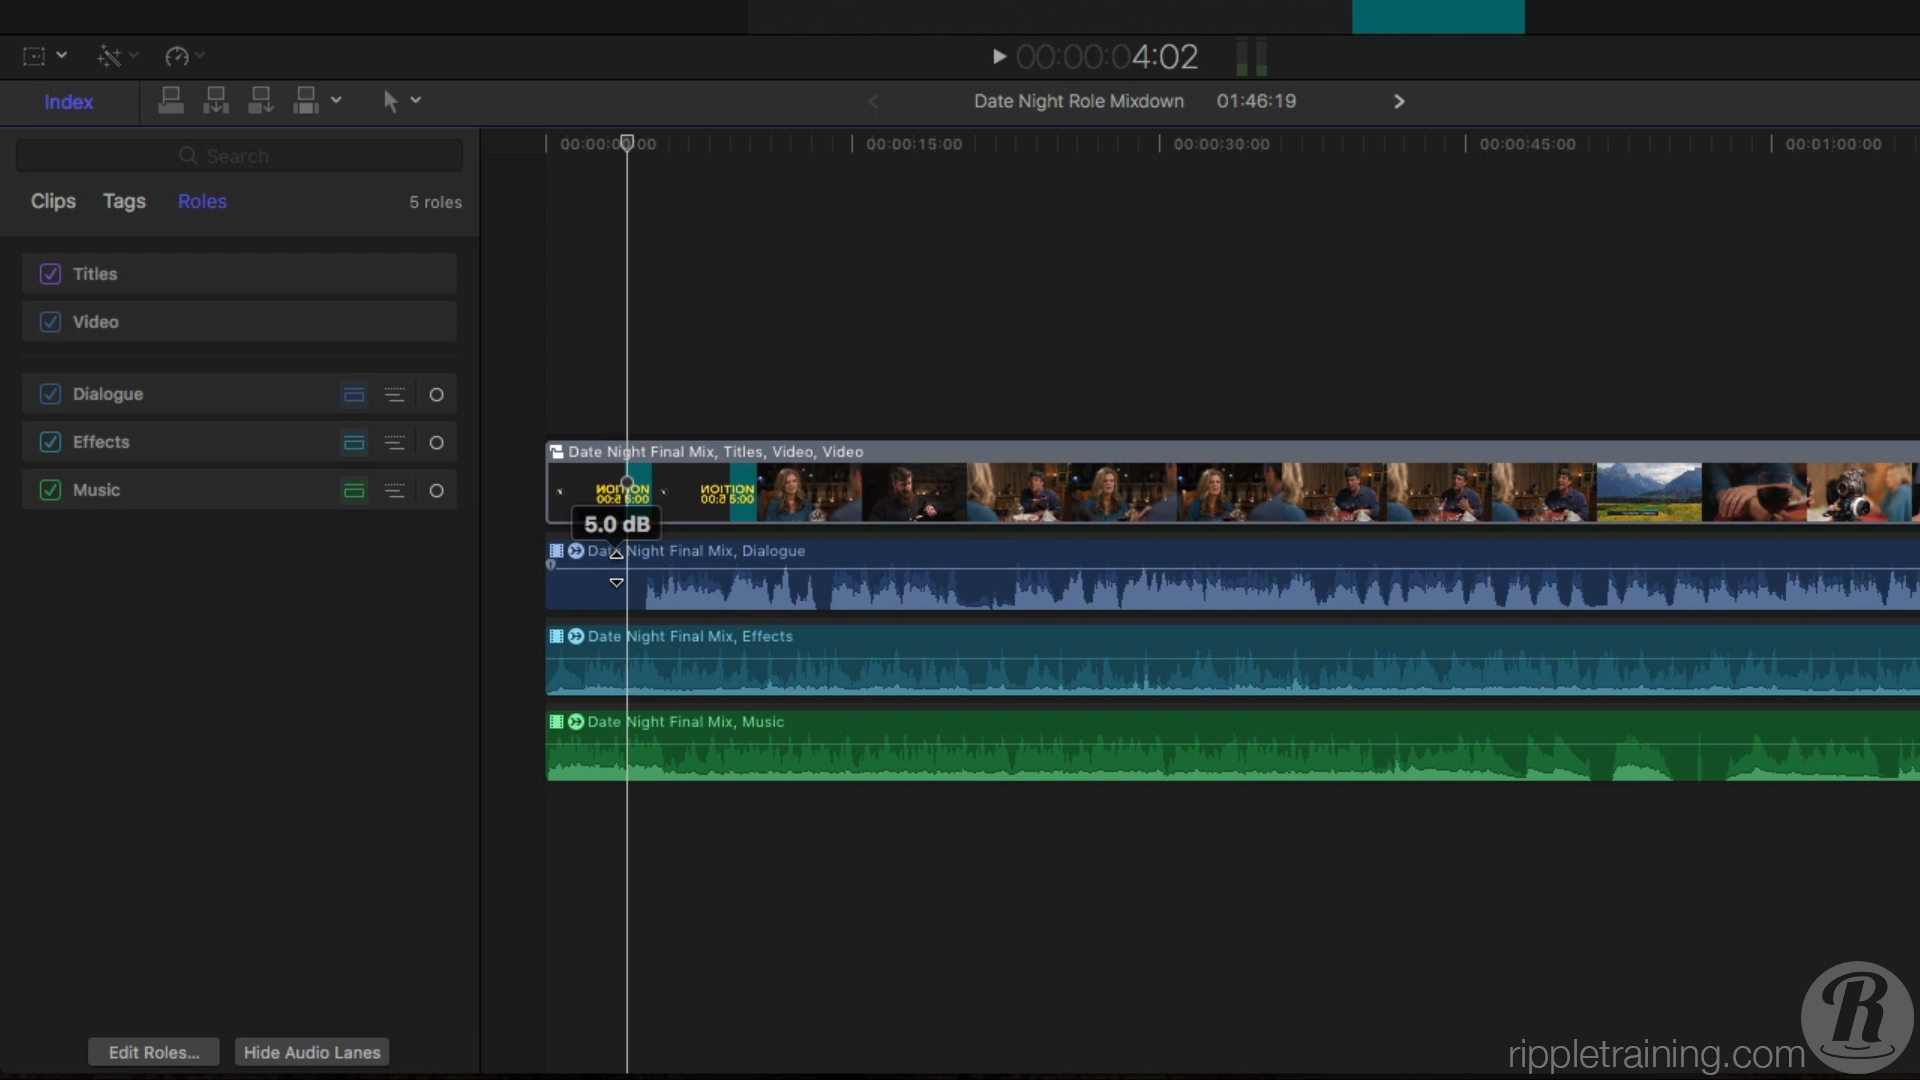 00:00:04:02
Index
Date Night Role Mixdown 01:46:19
Search
00:00:00:00 00:00:15:00 00:00:30:00 00:00:45:00 00:01:00:00
Clips Tags Roles 5 roles
Titles
Video
Dialogue
Effects
Music
Date Night Final Mix, Titles, Video, Video
5.0 dB
Date Night Final Mix, Dialogue
Date Night Final Mix, Effects
Date Night Final Mix, Music
Edit Roles... Hide Audio Lanes
R
rippletraining.com